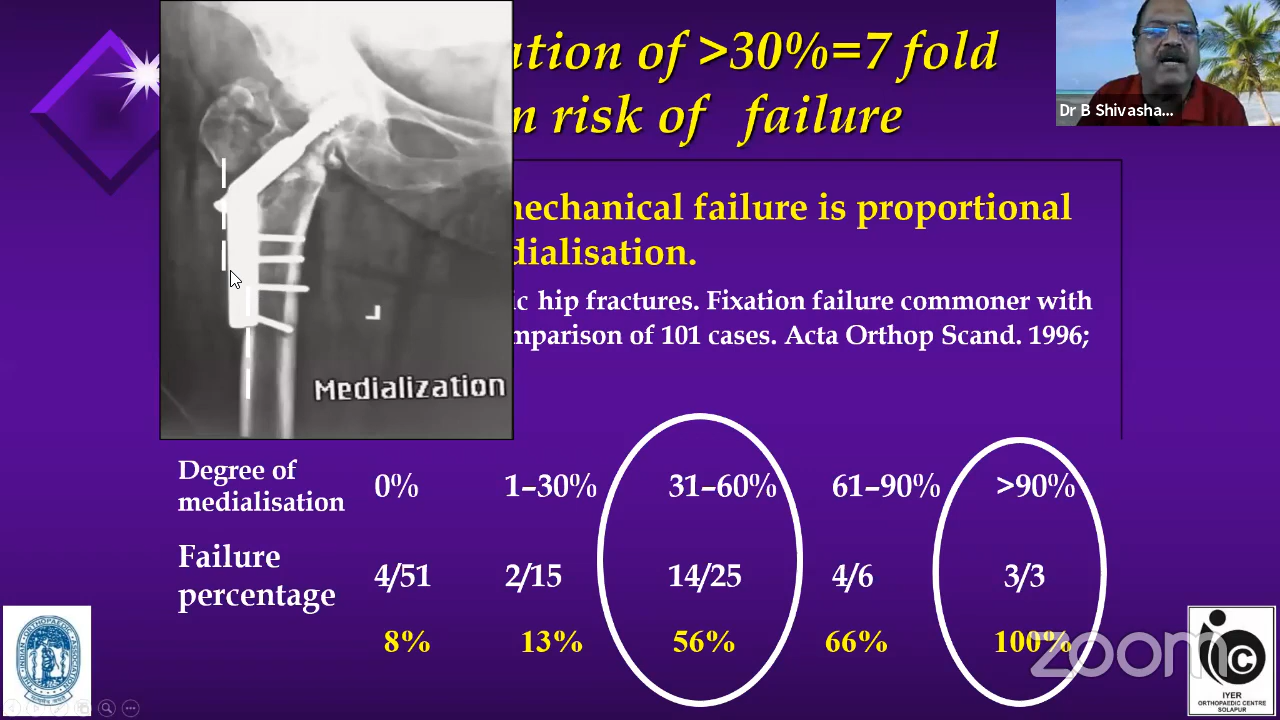 ation of >30%=7 fold
n risk of failure
Dr B Shivasha...
mechanical failure is proportional
dialisation.
ic hip fractures. Fixation failure commoner with
mparison of 101 cases. Acta Orthop Scand. 1996;
Medialization
Degree of medialisation 0% 1–30% 31–60% 61–90% >90%
Failure percentage 4/51 2/15 14/25 4/6 3/3
8% 13% 56% 66% 100%
zoom
IYER
ORTHOPAEDIC CENTRE
SOLAPUR